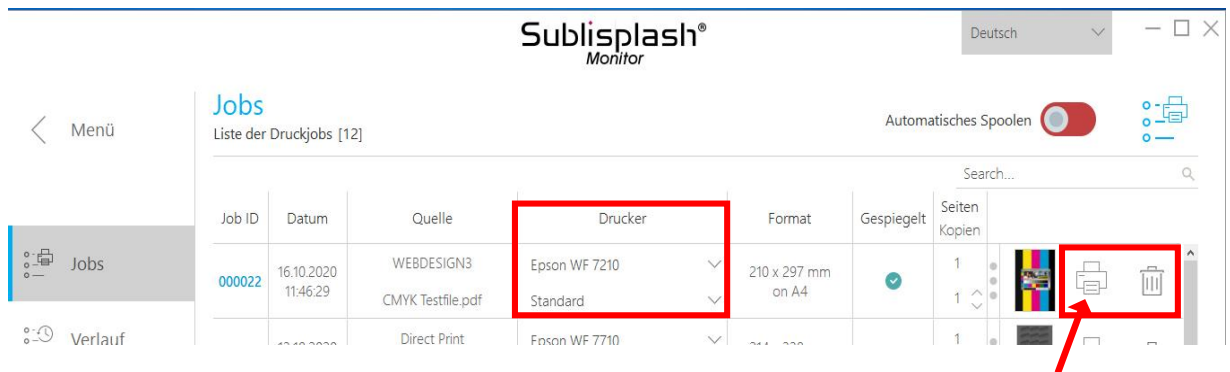 Sublisplash®
Monitor
Deutsch
Menü
Jobs
Liste der Druckjobs [12]
Automatisches Spoolen
Search...
Job ID Datum Quelle Drucker Format Gespiegelt Seiten Kopien
Jobs
000022
16.10.2020
11:46:29
WEBDESIGN3
CMYK Testfile.pdf
Epson WF 7210
Standard
210 x 297 mm
on A4
1
1
Verlauf
Direct Print
Epson WF 7710
1